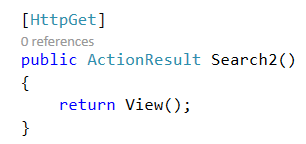 [HttpGet]
0 references
public ActionResult Search2()
{
    return View();
}